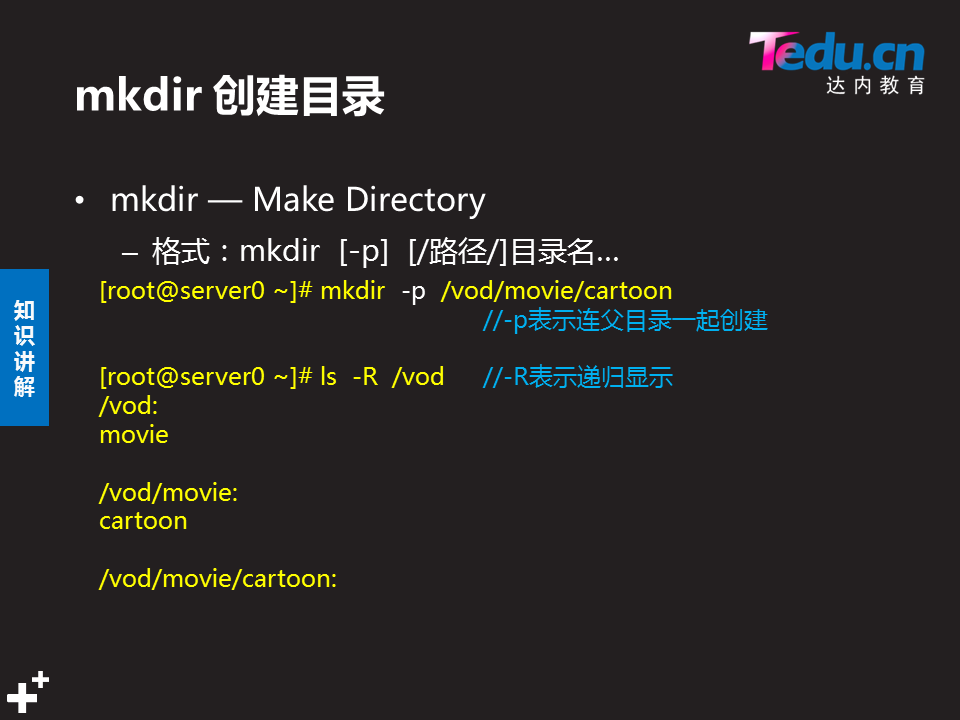 Tedu.cn
达内教育
mkdir 创建目录
• mkdir — Make Directory
– 格式：mkdir [-p] [/路径/]目录名…
[root@server0 ~]# mkdir -p /vod/movie/cartoon
//-p表示连父目录一起创建
[root@server0 ~]# ls -R /vod //-R表示递归显示
/vod:
movie
/vod/movie:
cartoon
/vod/movie/cartoon:
知识讲解